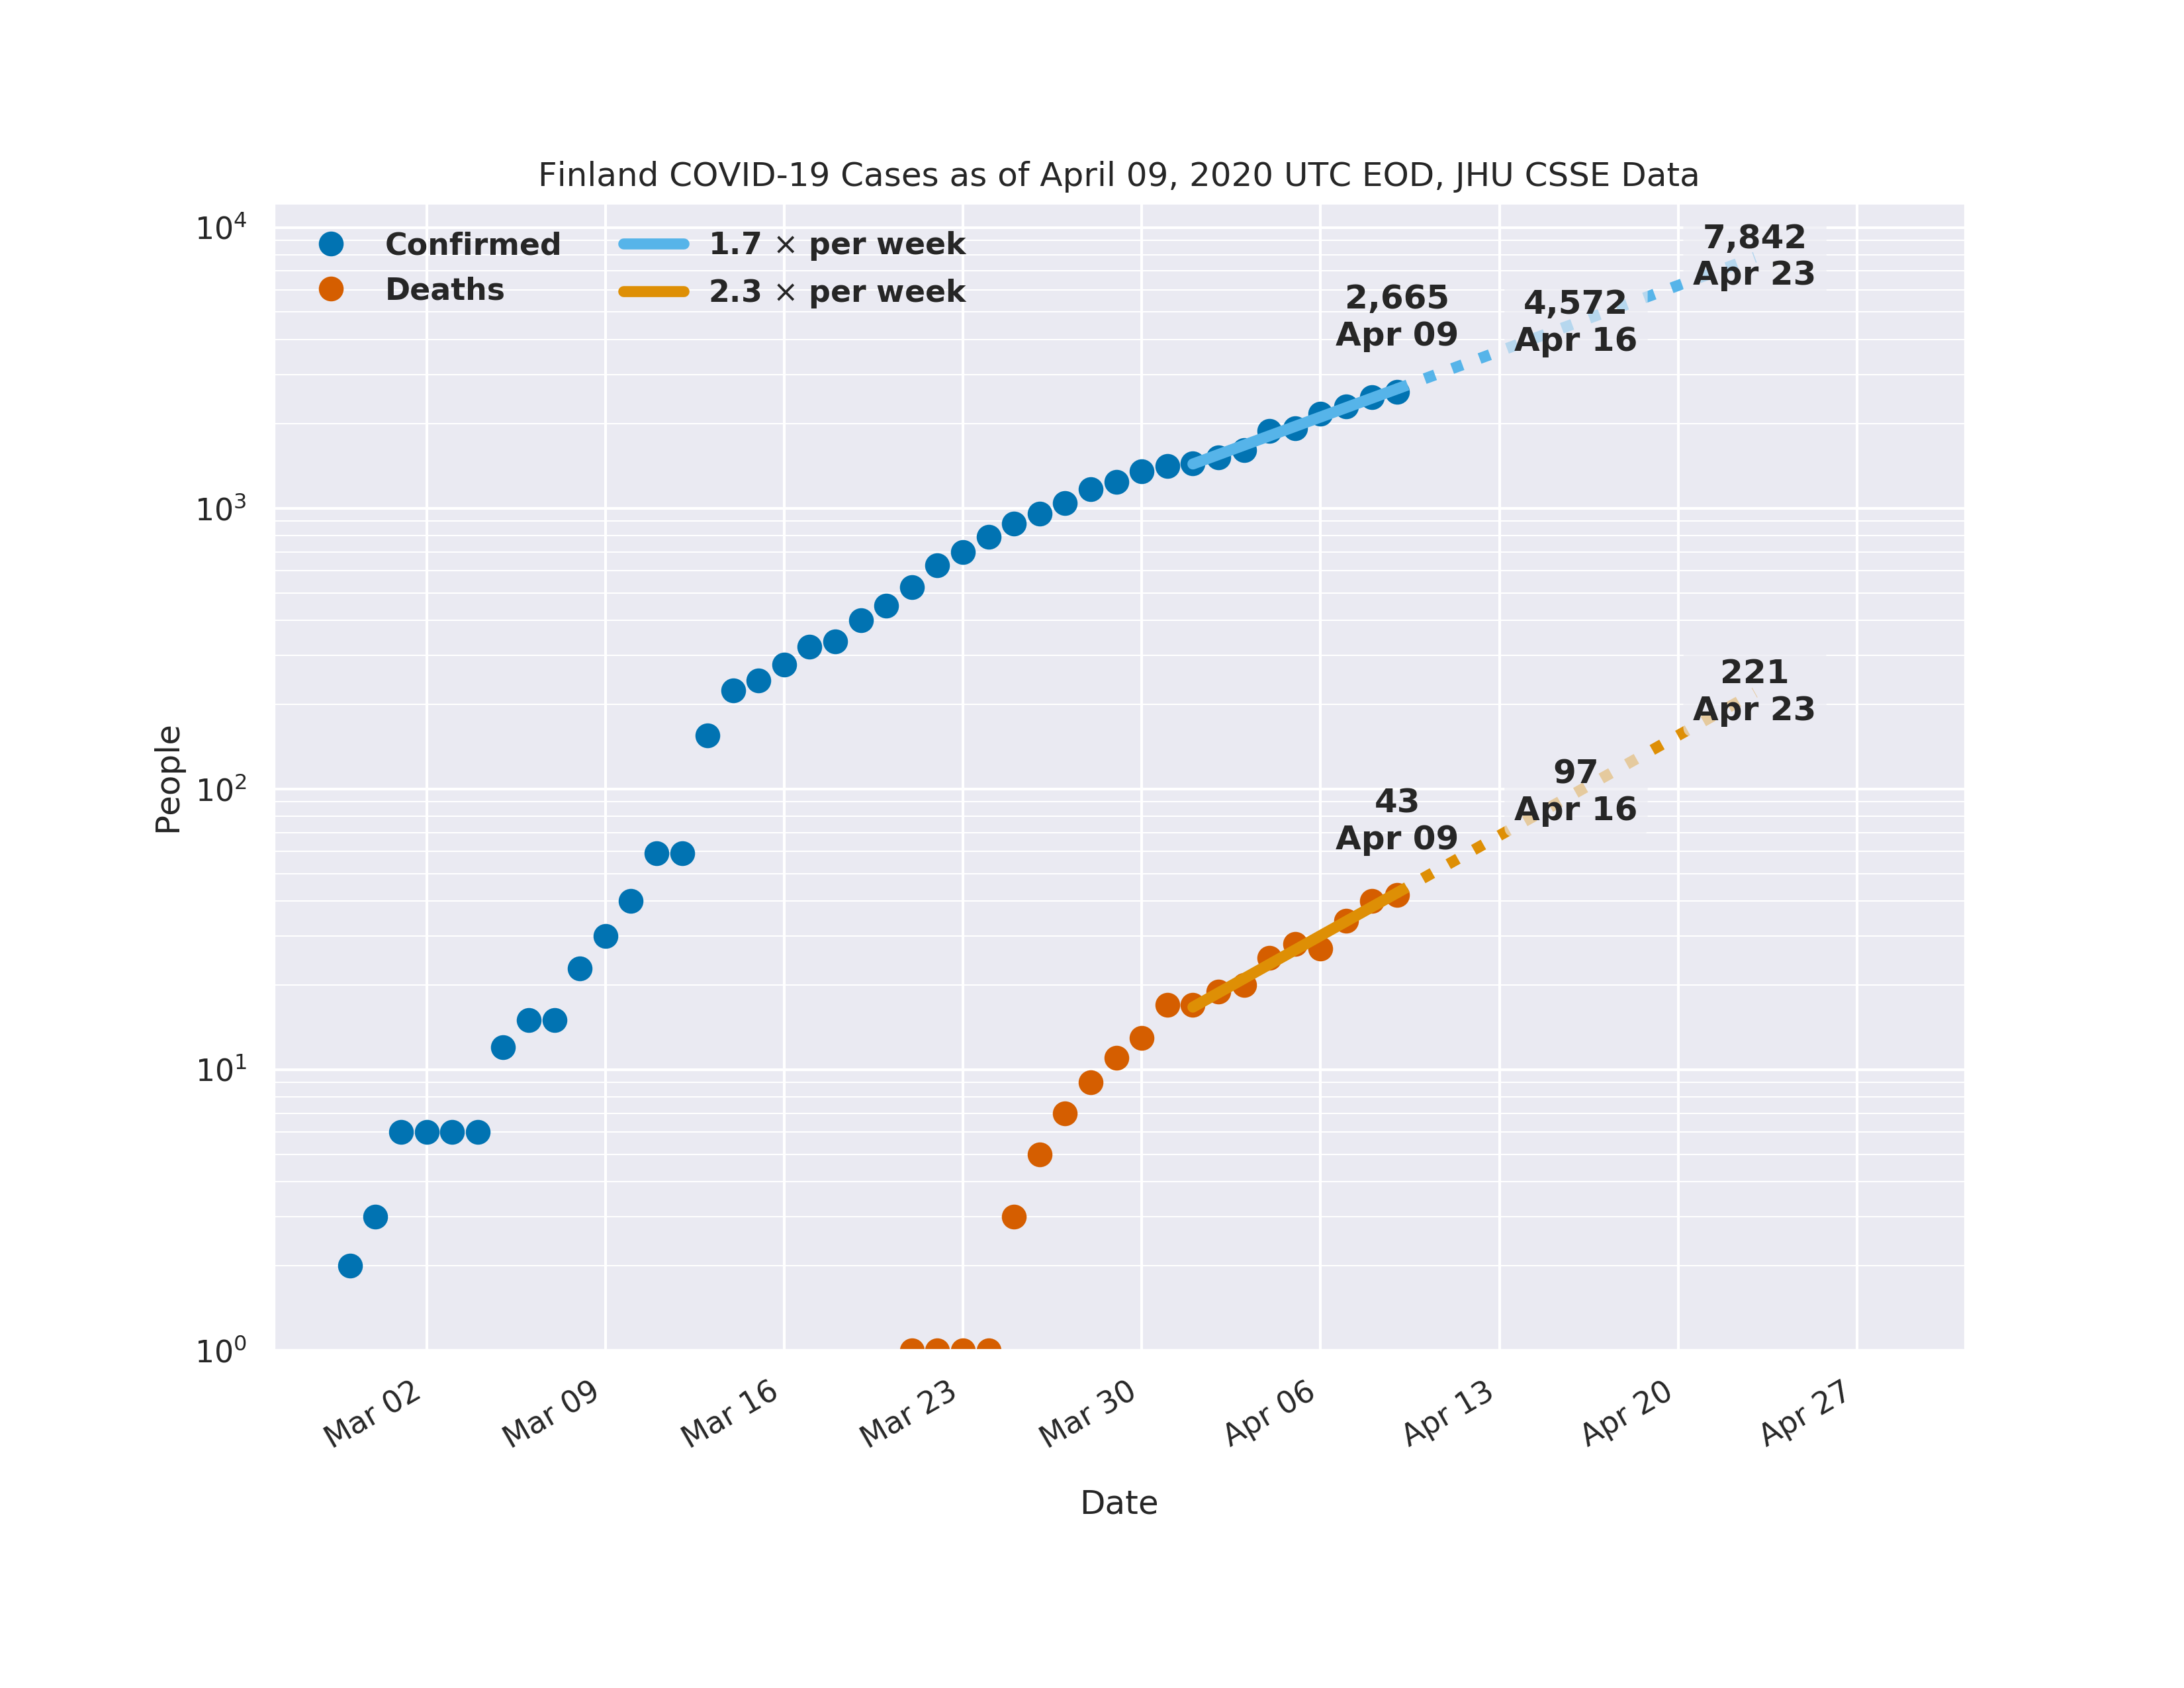 Finland COVID-19 Cases as of April 09, 2020 UTC EOD, JHU CSSE Data
Confirmed
Deaths
1.7 × per week
2.3 × per week
2,665
Apr 09
4,572
Apr 16
7,842
Apr 23
43
Apr 09
97
Apr 16
221
Apr 23
10⁴
10³
10²
10¹
10⁰
People
Mar 02
Mar 09
Mar 16
Mar 23
Mar 30
Apr 06
Apr 13
Apr 20
Apr 27
Date